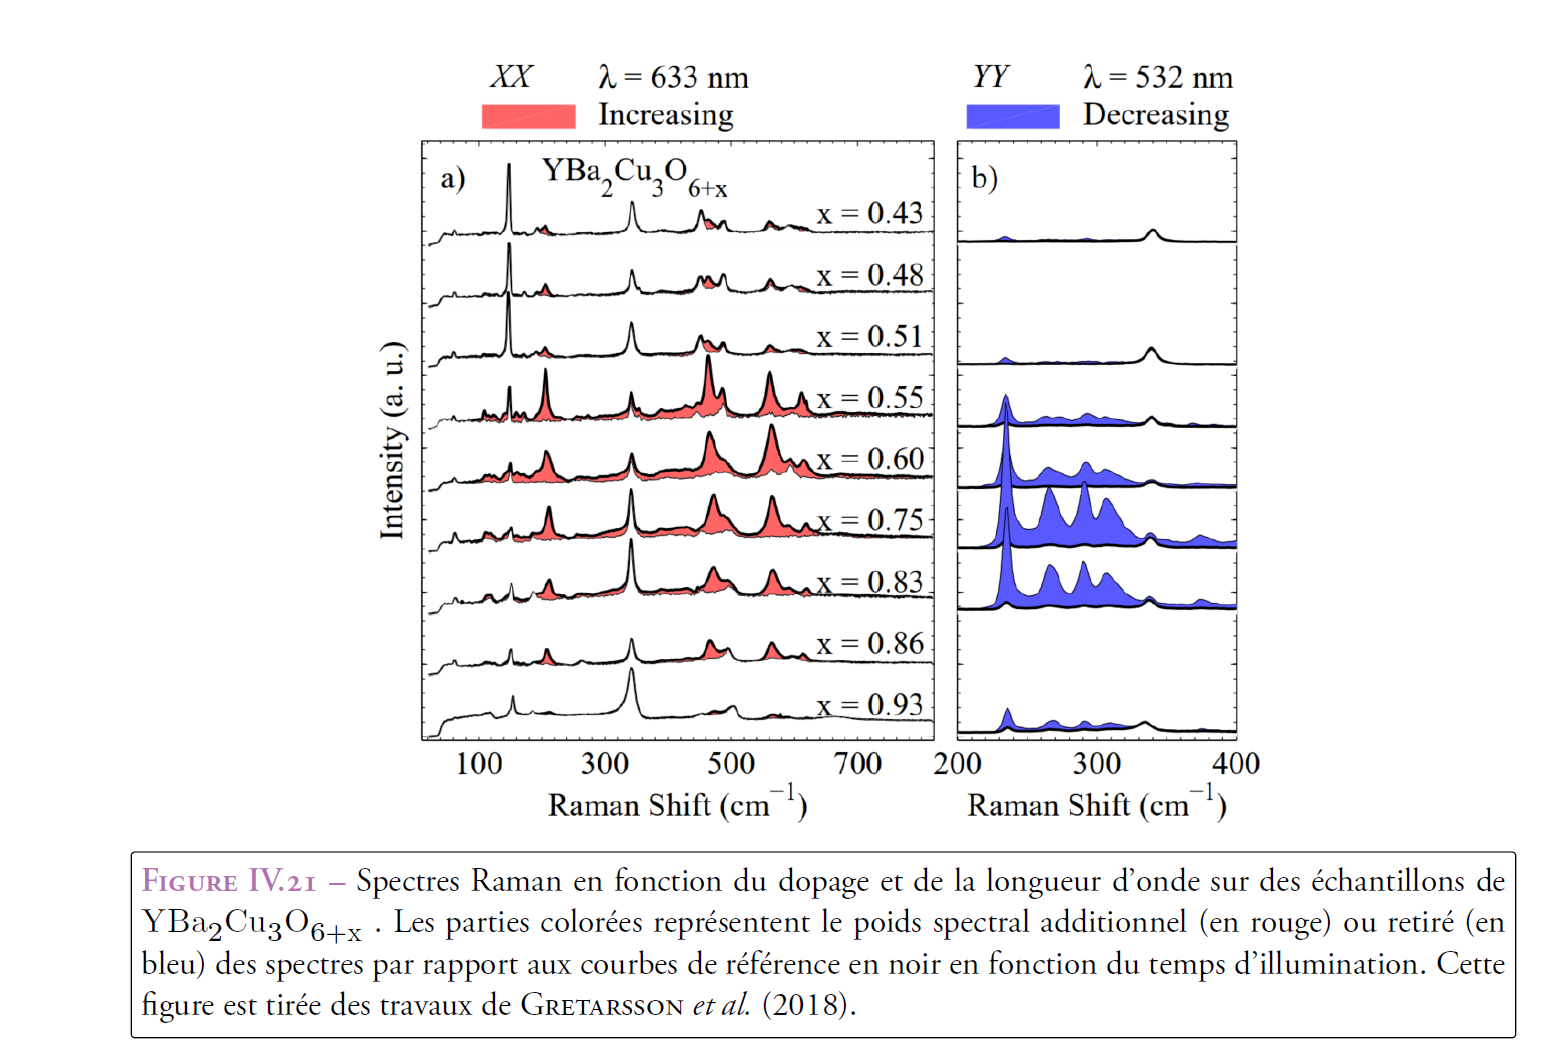 XX λ = 633 nm
Increasing
YY λ = 532 nm
Decreasing
a) YBa2Cu3O6+x
b)
x = 0.43
x = 0.48
x = 0.51
x = 0.55
x = 0.60
x = 0.75
x = 0.83
x = 0.86
x = 0.93
Intensity (a. u.)
100 300 500 700
200 300 400
Raman Shift (cm−1)
Raman Shift (cm−1)
Figure IV.21 – Spectres Raman en fonction du dopage et de la longueur d’onde sur des échantillons de
YBa2Cu3O6+x . Les parties colorées représentent le poids spectral additionnel (en rouge) ou retiré (en
bleu) des spectres par rapport aux courbes de référence en noir en fonction du temps d’illumination. Cette
figure est tirée des travaux de Gretarsson et al. (2018).